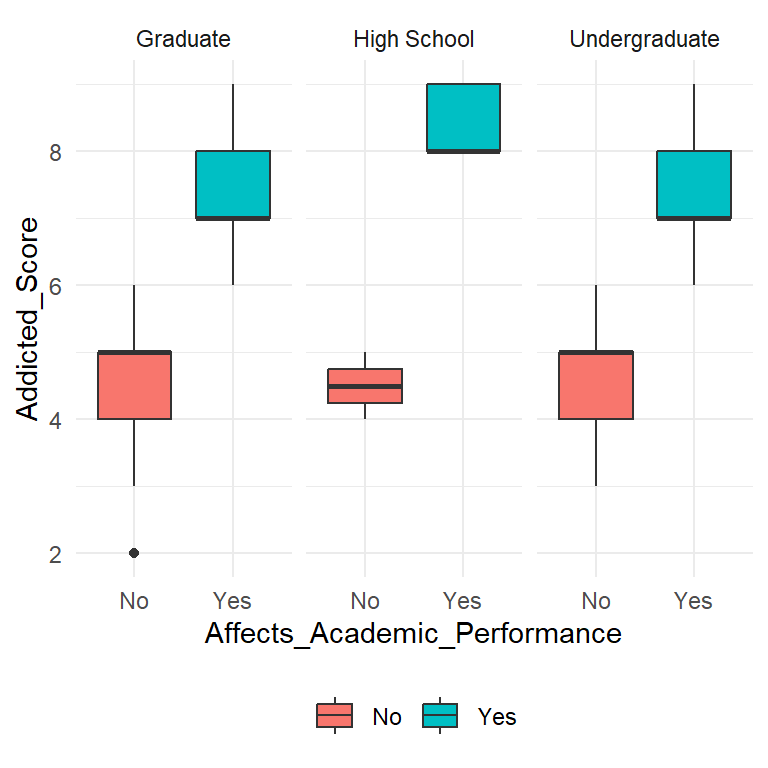 Graduate High School Undergraduate
Addicted_Score
8
6
4
2
No Yes No Yes No Yes
Affects_Academic_Performance
No Yes